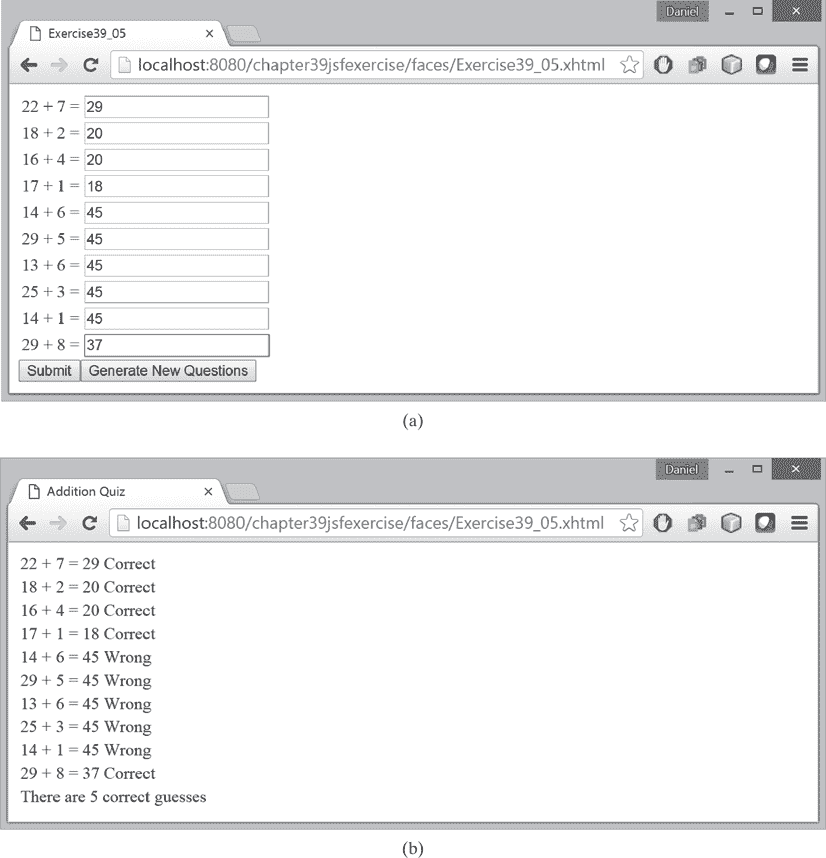 Daniel
Exercise39_05
localhost:8080/chapter39jsfexercise/faces/Exercise39_05.xhtml
22 + 7 = 29
18 + 2 = 20
16 + 4 = 20
17 + 1 = 18
14 + 6 = 45
29 + 5 = 45
13 + 6 = 45
25 + 3 = 45
14 + 1 = 45
29 + 8 = 37
Submit Generate New Questions
(a)
Daniel
Addition Quiz
localhost:8080/chapter39jsfexercise/faces/Exercise39_05.xhtml
22 + 7 = 29 Correct
18 + 2 = 20 Correct
16 + 4 = 20 Correct
17 + 1 = 18 Correct
14 + 6 = 45 Wrong
29 + 5 = 45 Wrong
13 + 6 = 45 Wrong
25 + 3 = 45 Wrong
14 + 1 = 45 Wrong
29 + 8 = 37 Correct
There are 5 correct guesses
(b)